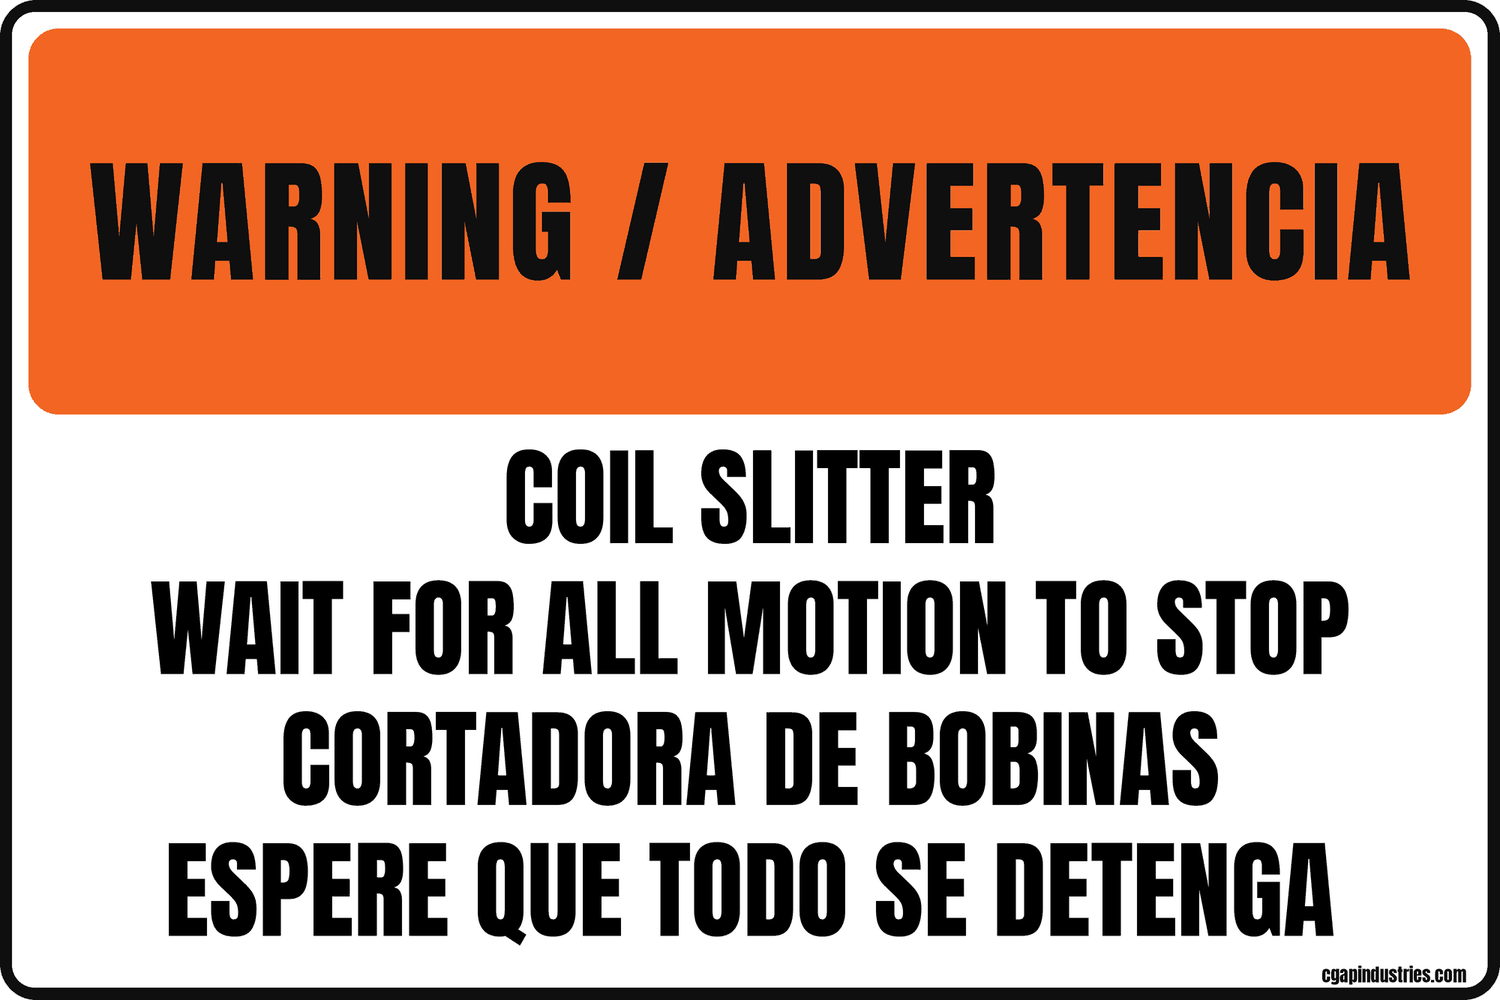 WARNING / ADVERTENCIA
COIL SLITTER
WAIT FOR ALL MOTION TO STOP
CORTADORA DE BOBINAS
ESPERE QUE TODO SE DETENGA
cgapindustries.com